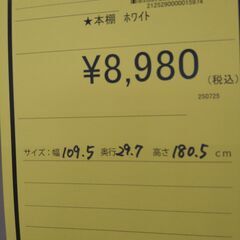 2125290000015974
★本棚 ホワイト
¥8,980(税込)
250725
サイズ:幅 109.5 奥行 29.7 高さ 180.5 cm